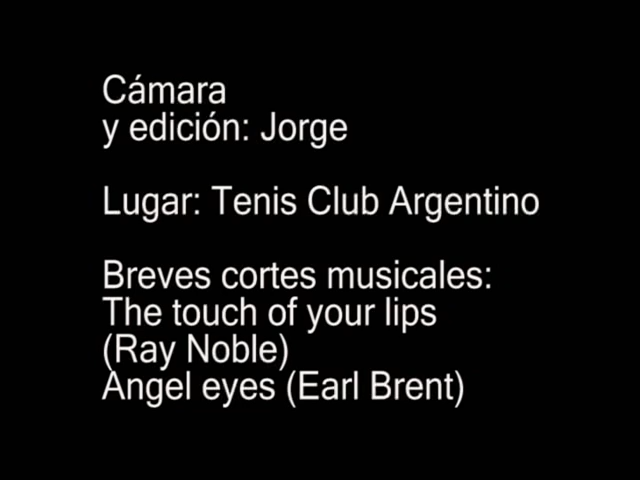 Cámara
y edición: Jorge
Lugar: Tenis Club Argentino
Breves cortes musicales:
The touch of your lips
(Ray Noble)
Angel eyes (Earl Brent)